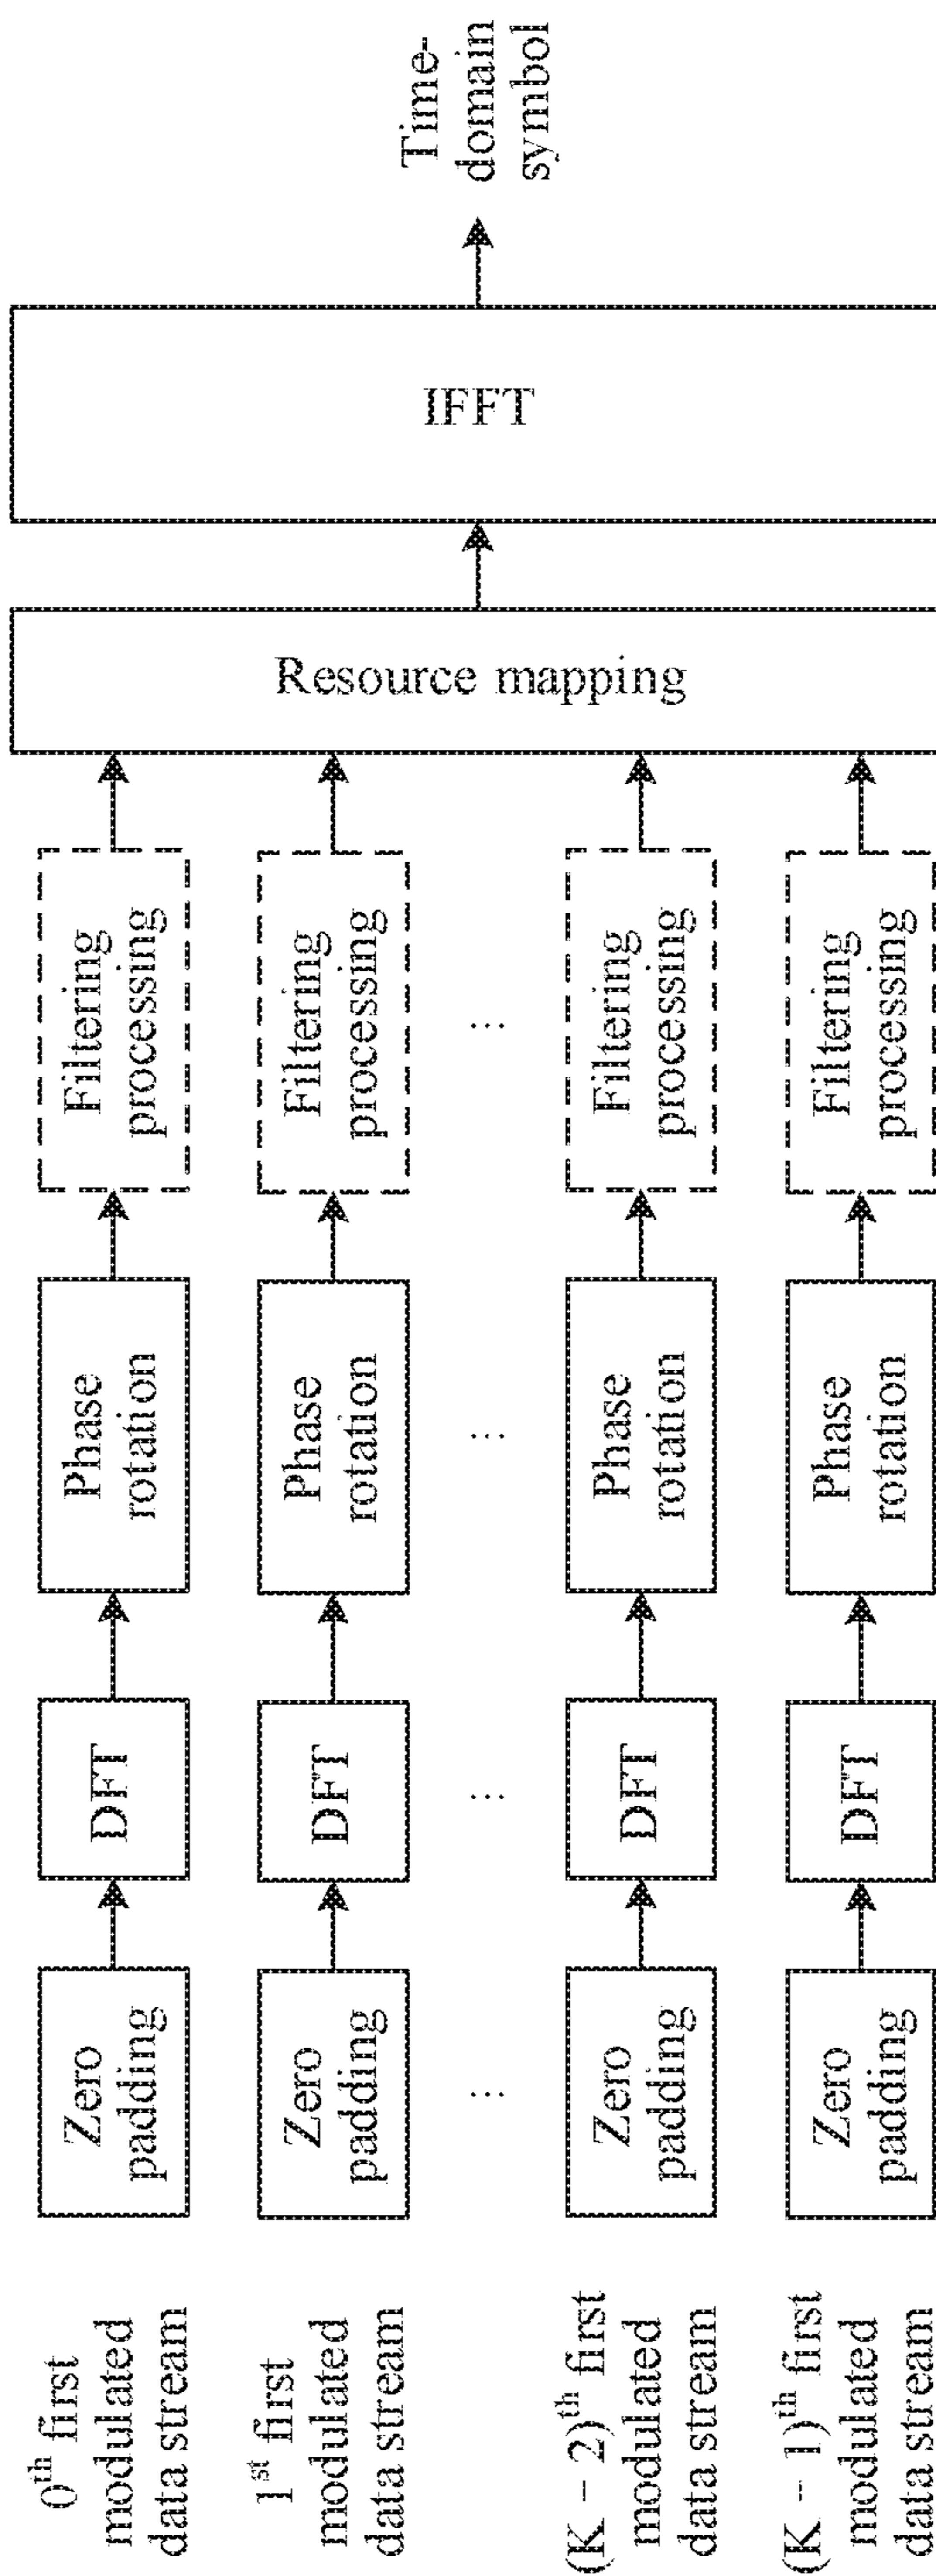 0th first
modulated
data stream
Zero
padding
DFT
Phase
rotation
Filtering
processing
1st first
modulated
data stream
Zero
padding
DFT
Phase
rotation
Filtering
processing
...
...
...
...
(K – 2)th first
modulated
data stream
Zero
padding
DFT
Phase
rotation
Filtering
processing
(K – 1)th first
modulated
data stream
Zero
padding
DFT
Phase
rotation
Filtering
processing
Resource mapping
IFFT
Time-
domain
symbol